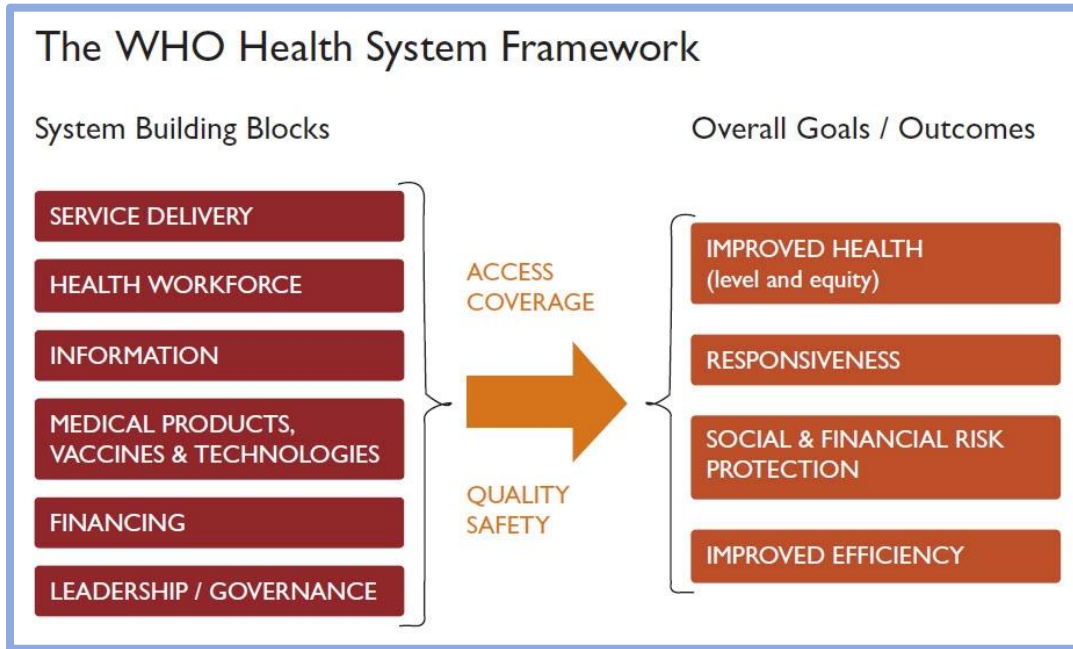 The WHO Health System Framework
System Building Blocks
Overall Goals / Outcomes
SERVICE DELIVERY
HEALTH WORKFORCE
INFORMATION
MEDICAL PRODUCTS,
VACCINES & TECHNOLOGIES
FINANCING
LEADERSHIP / GOVERNANCE
ACCESS
COVERAGE
QUALITY
SAFETY
IMPROVED HEALTH
(level and equity)
RESPONSIVENESS
SOCIAL & FINANCIAL RISK
PROTECTION
IMPROVED EFFICIENCY